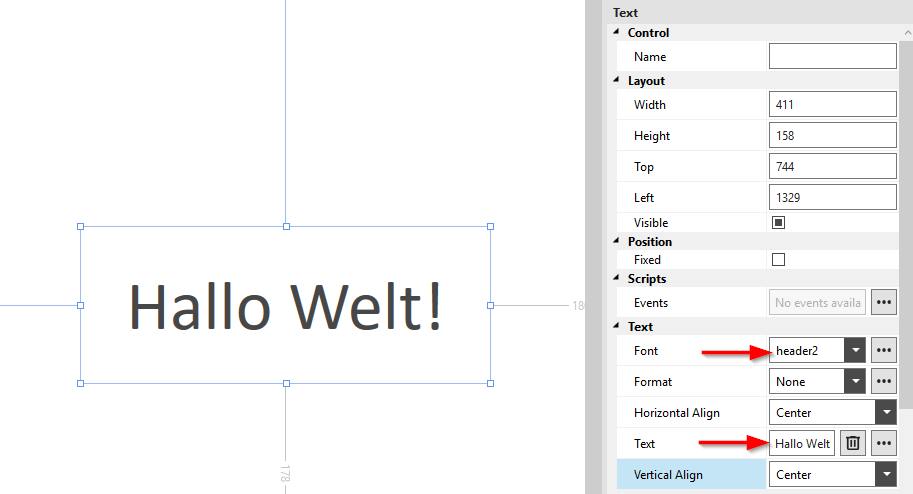 Text
Control
Name
Layout
Width 411
Height 158
Top 744
Left 1329
Visible
Position
Fixed
Scripts
Events No events availa
Text
Font header2
Format None
Horizontal Align Center
Text Hallo Welt
Vertical Align Center
Hallo Welt!
178